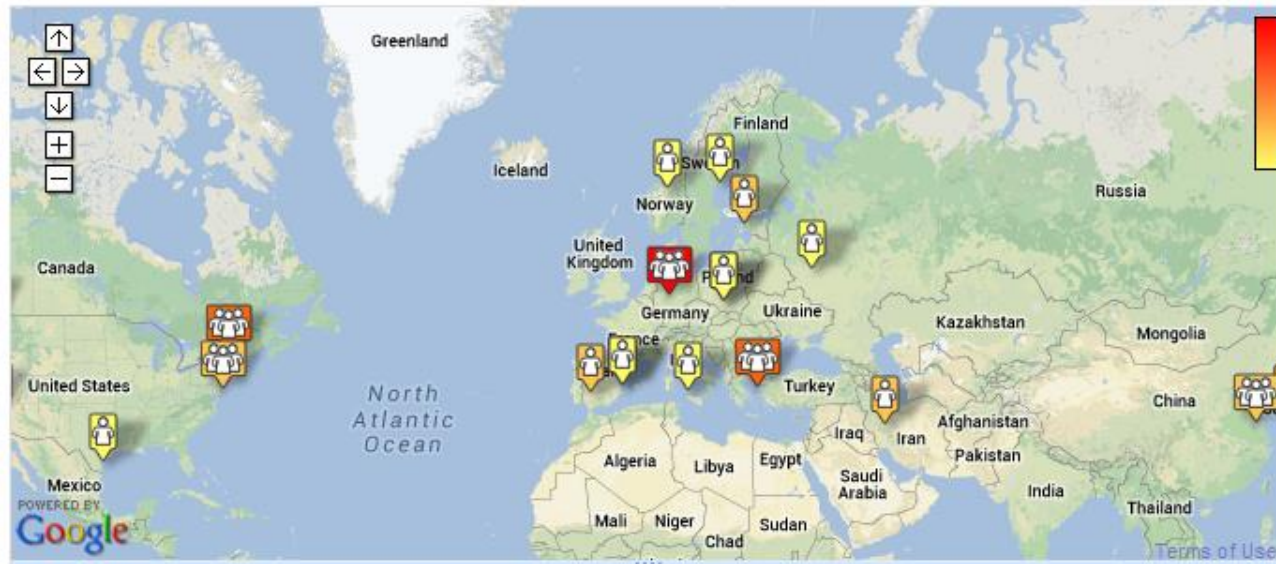 Greenland
Finland
Iceland
Russia
Norway
United
Kingdom
Canada
Germany
Ukraine
Kazakhstan
Mongolia
United States
North
Atlantic
Ocean
Turkey
China
Afghanistan
Iraq
Iran
Pakistan
Algeria
Libya
Egypt
Saudi
Arabia
India
Mexico
Thailand
Mali
Niger
Sudan
Chad
POWERED BY
Google
Terms of Use